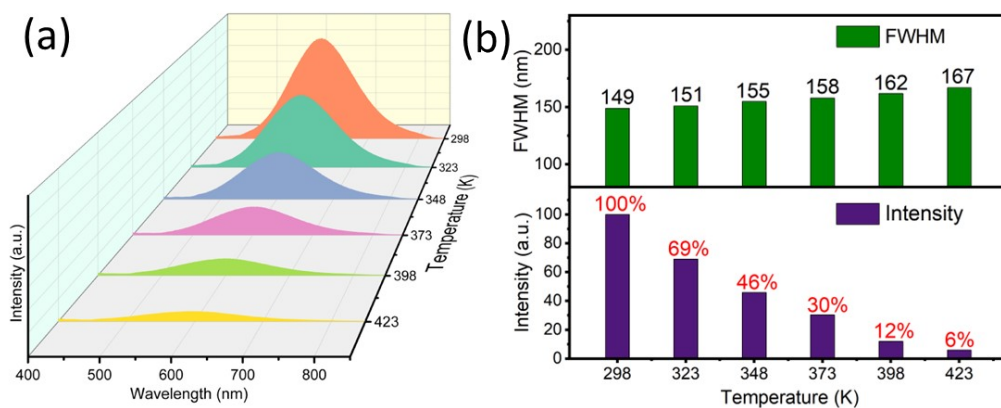 (a)
298
323
348
373
398
423
Temperature (K)
Intensity (a.u.)
400 500 600 700 800
Wavelength (nm)
(b)
FWHM
200
150
100
FWHM (nm)
149 151 155 158 162 167
Intensity
100
80
60
40
20
0
Intensity (a.u.)
100%
69%
46%
30%
12%
6%
298 323 348 373 398 423
Temperature (K)